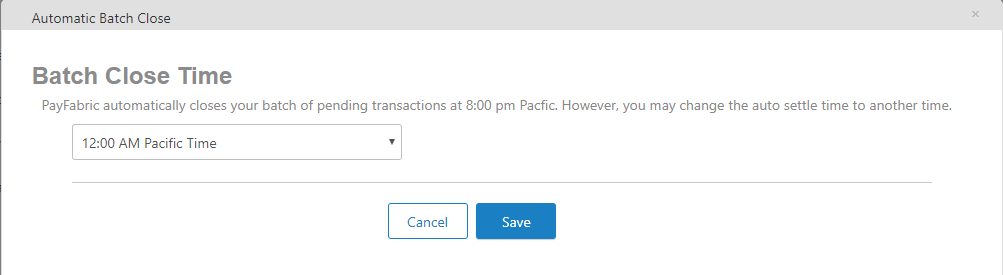 Automatic Batch Close
×
Batch Close Time
PayFabric automatically closes your batch of pending transactions at 8:00 pm Pacfic. However, you may change the auto settle time to another time.
12:00 AM Pacific Time
Cancel Save